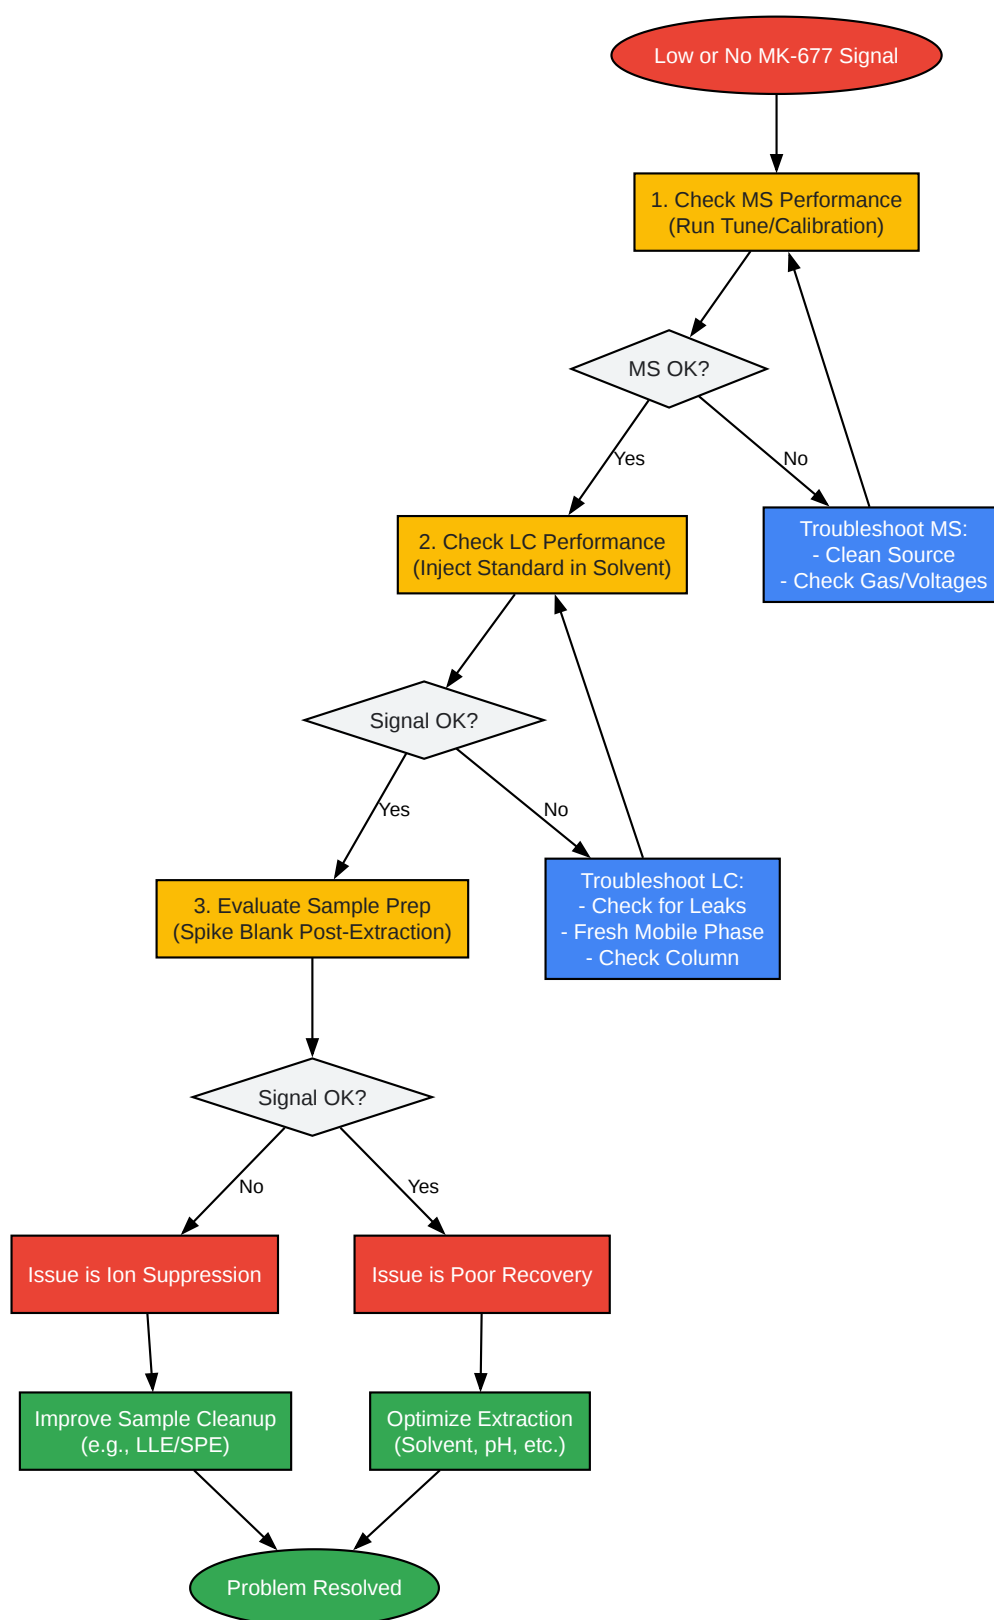 Low or No MK-677 Signal
1. Check MS Performance
(Run Tune/Calibration)
MS OK?
Yes
No
Troubleshoot MS:
- Clean Source
- Check Gas/Voltages
2. Check LC Performance
(Inject Standard in Solvent)
Signal OK?
Yes
No
Troubleshoot LC:
- Check for Leaks
- Fresh Mobile Phase
- Check Column
3. Evaluate Sample Prep
(Spike Blank Post-Extraction)
Signal OK?
No
Yes
Issue is Ion Suppression
Issue is Poor Recovery
Improve Sample Cleanup
(e.g., LLE/SPE)
Optimize Extraction
(Solvent, pH, etc.)
Problem Resolved